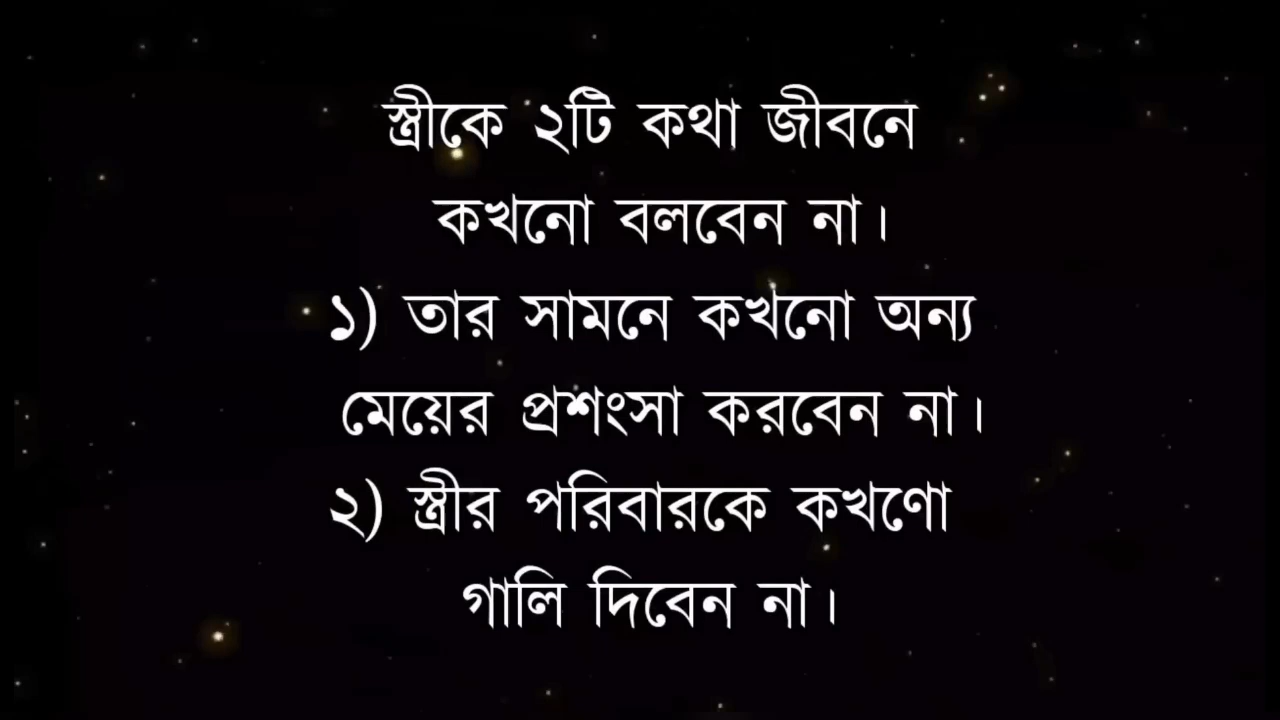 স্ত্রীকে ২টি কথা জীবনে
কখনো বলবেন না।
১) তার সামনে কখনো অন্য
মেয়ের প্রশংসা করবেন না।
২) স্ত্রীর পরিবারকে কখণো
গালি দিবেন না।